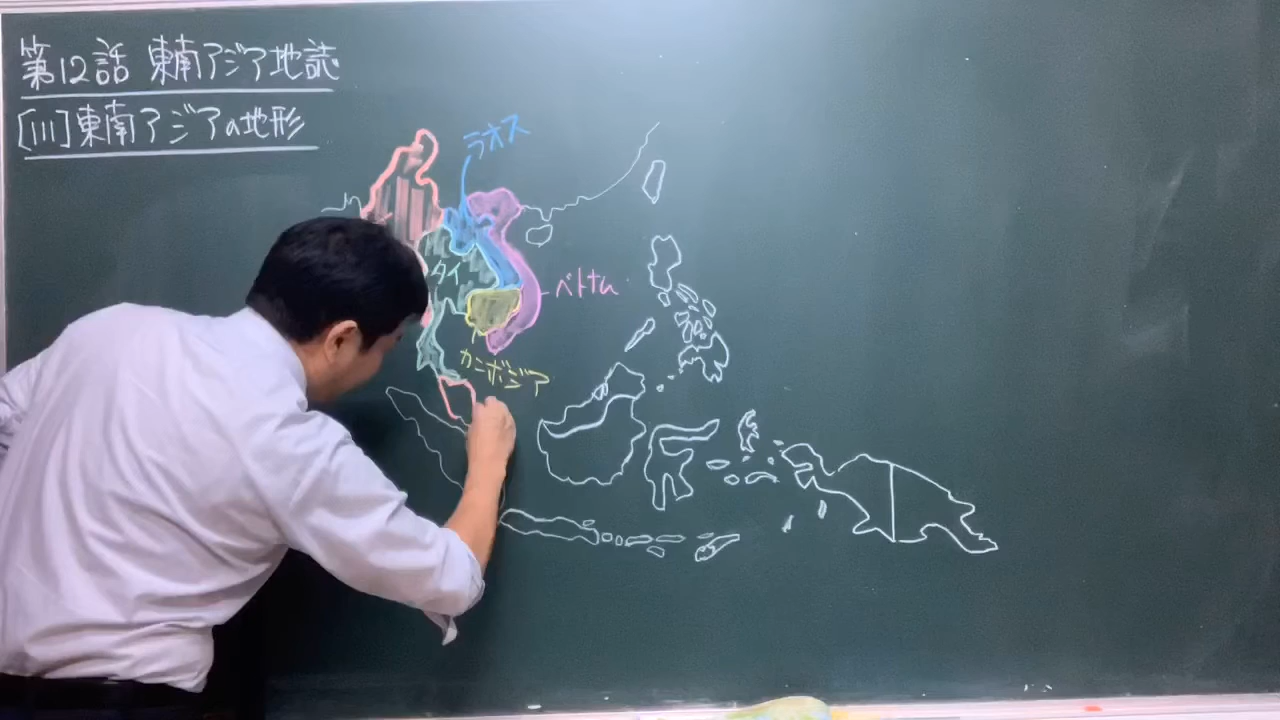 第12話 東南アジア地誌
[111]東南アジアの地形
ラオス
タイ
ベトナム
カンボジア